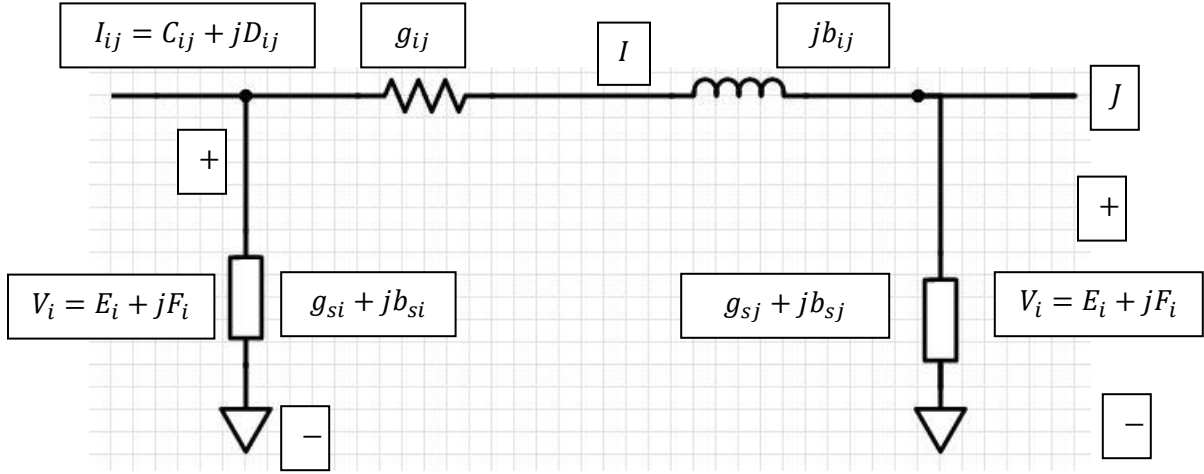 I_{ij} = C_{ij} + jD_{ij}
g_{ij}
I
jb_{ij}
J
+
+
V_i = E_i + jF_i
g_{si} + jb_{si}
g_{sj} + jb_{sj}
V_i = E_i + jF_i
−
−